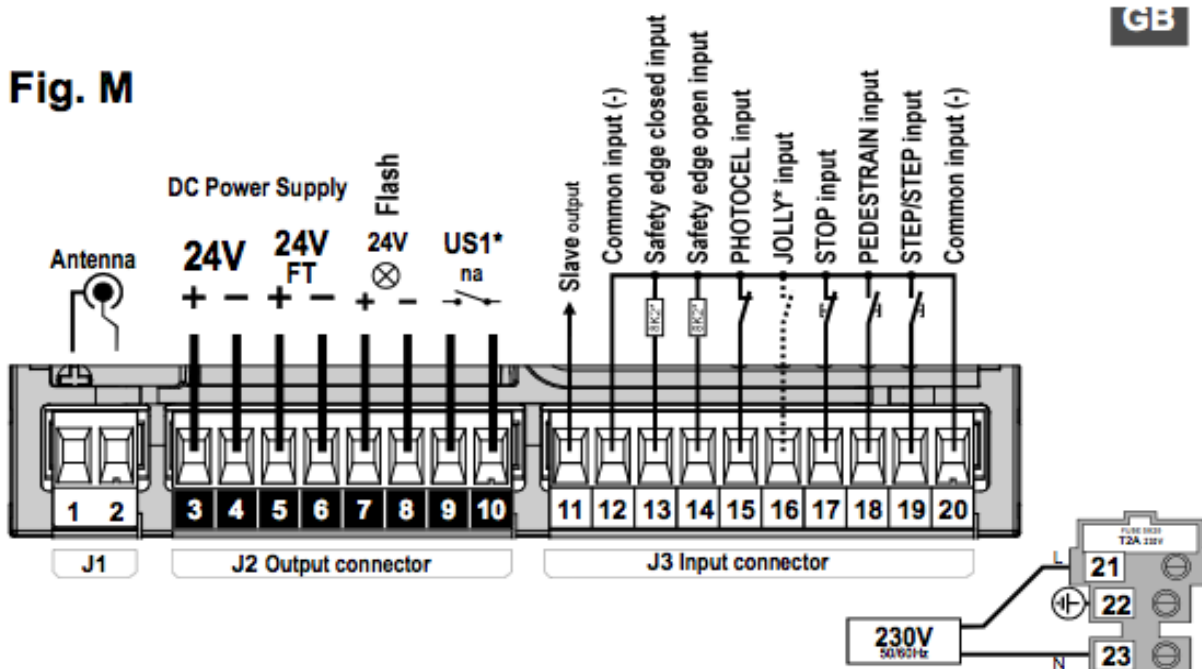 GB
Fig. M
Antenna
DC Power Supply
24V
+ −
24V
FT
+ −
Flash
24V
+ −
US1*
na
Slave output
Common input (-)
Safety edge closed input
Safety edge open input
PHOTOCEL input
JOLLY* input
STOP input
PEDESTRAIN input
STEP/STEP input
Common input (-)
8K2*
8K2*
1 2
3 4 5 6 7 8 9 10
11 12 13 14 15 16 17 18 19 20
J1
J2 Output connector
J3 Input connector
T2A 230V
L
21
22
230V
50/60Hz
N
23